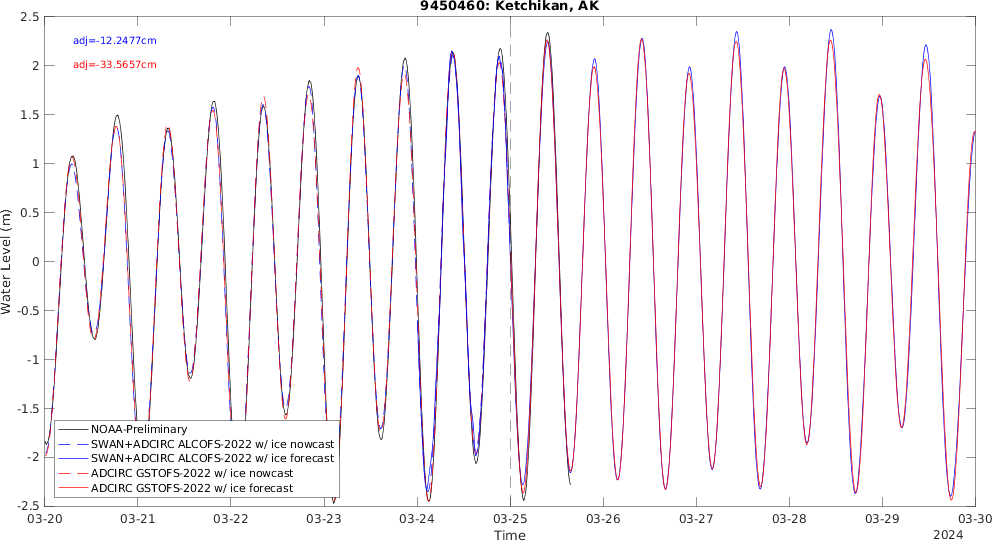 9450460: Ketchikan, AK
adj=-12.2477cm
adj=-33.5657cm
Water Level (m)
2.5
2
1.5
1
0.5
0
-0.5
-1
-1.5
-2
-2.5
NOAA-Preliminary
SWAN+ADCIRC ALCOFS-2022 w/ ice nowcast
SWAN+ADCIRC ALCOFS-2022 w/ ice forecast
ADCIRC GSTOFS-2022 w/ ice nowcast
ADCIRC GSTOFS-2022 w/ ice forecast
03-20 03-21 03-22 03-23 03-24 03-25 03-26 03-27 03-28 03-29 03-30
Time
2024